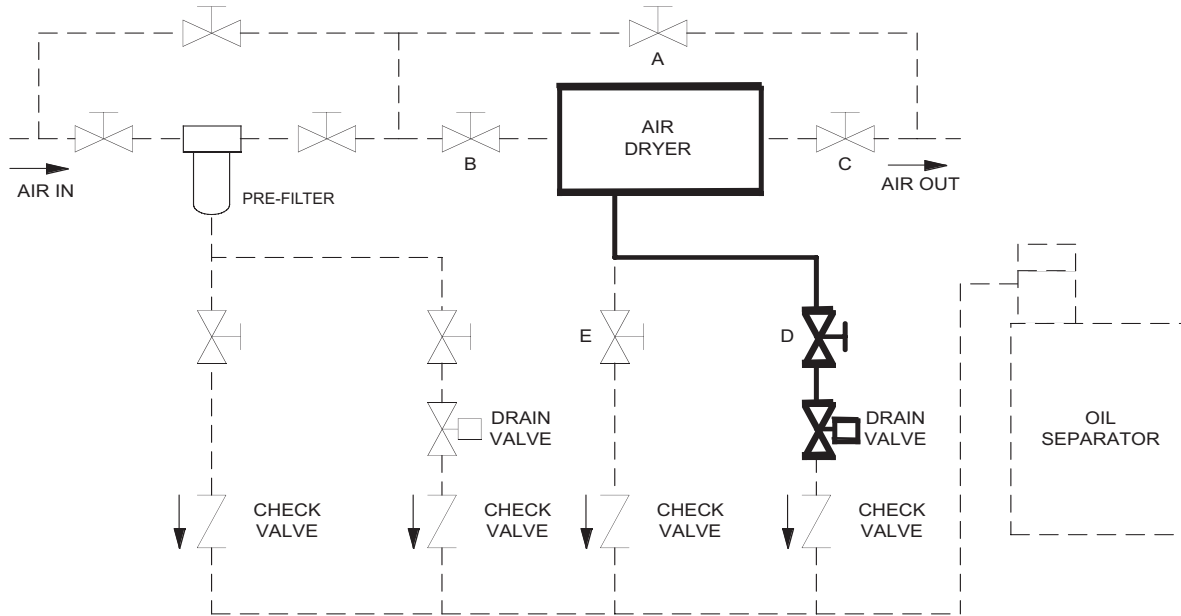 A
AIR
DRYER
B
C
AIR IN
PRE-FILTER
AIR OUT
E
D
DRAIN
VALVE
DRAIN
VALVE
OIL
SEPARATOR
CHECK
VALVE
CHECK
VALVE
CHECK
VALVE
CHECK
VALVE